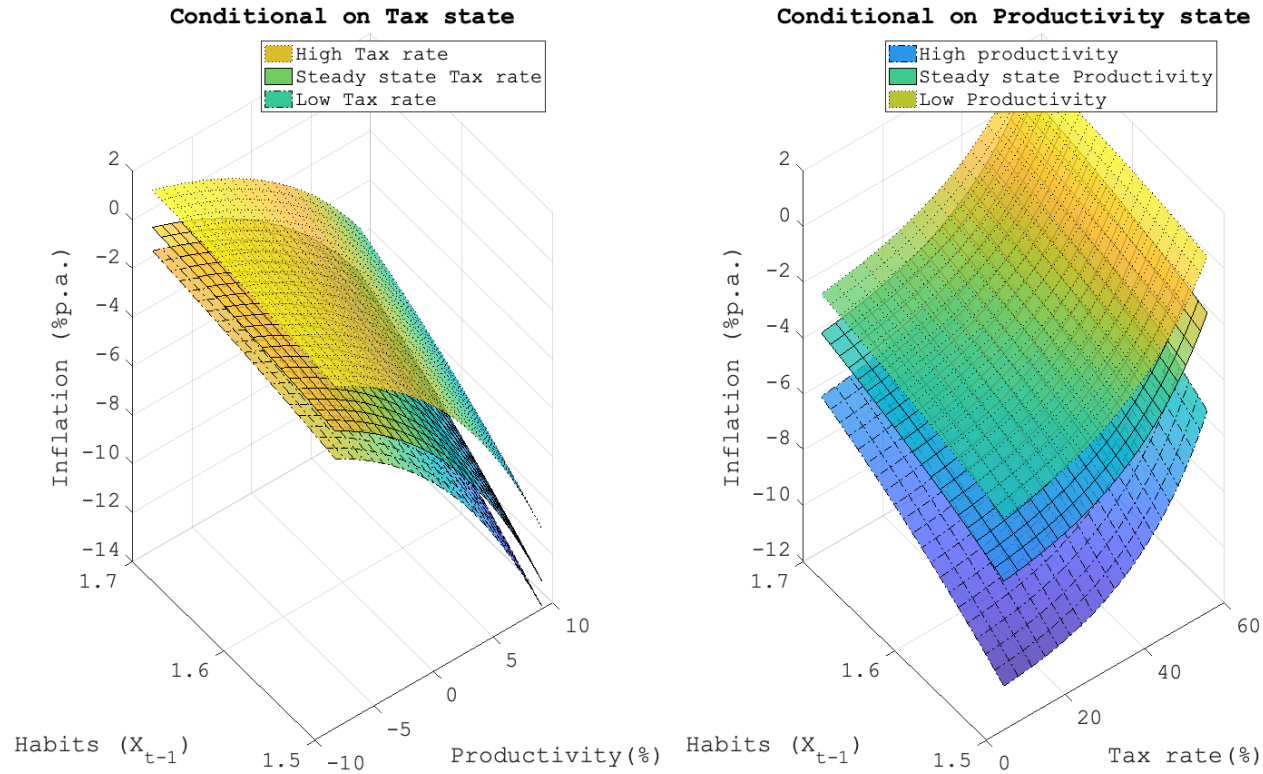 Conditional on Tax state
High Tax rate
Steady state Tax rate
Low Tax rate
2
0
-2
-4
-6
-8
-10
-12
-14
Inflation (%p.a.)
1.7
1.6
1.5
Habits (X_{t-1})
-10
-5
0
5
10
Productivity(%)
Conditional on Productivity state
High productivity
Steady state Productivity
Low Productivity
2
0
-2
-4
-6
-8
-10
-12
Inflation (%p.a.)
1.7
1.6
1.5
Habits (X_{t-1})
0
20
40
60
Tax rate(%)